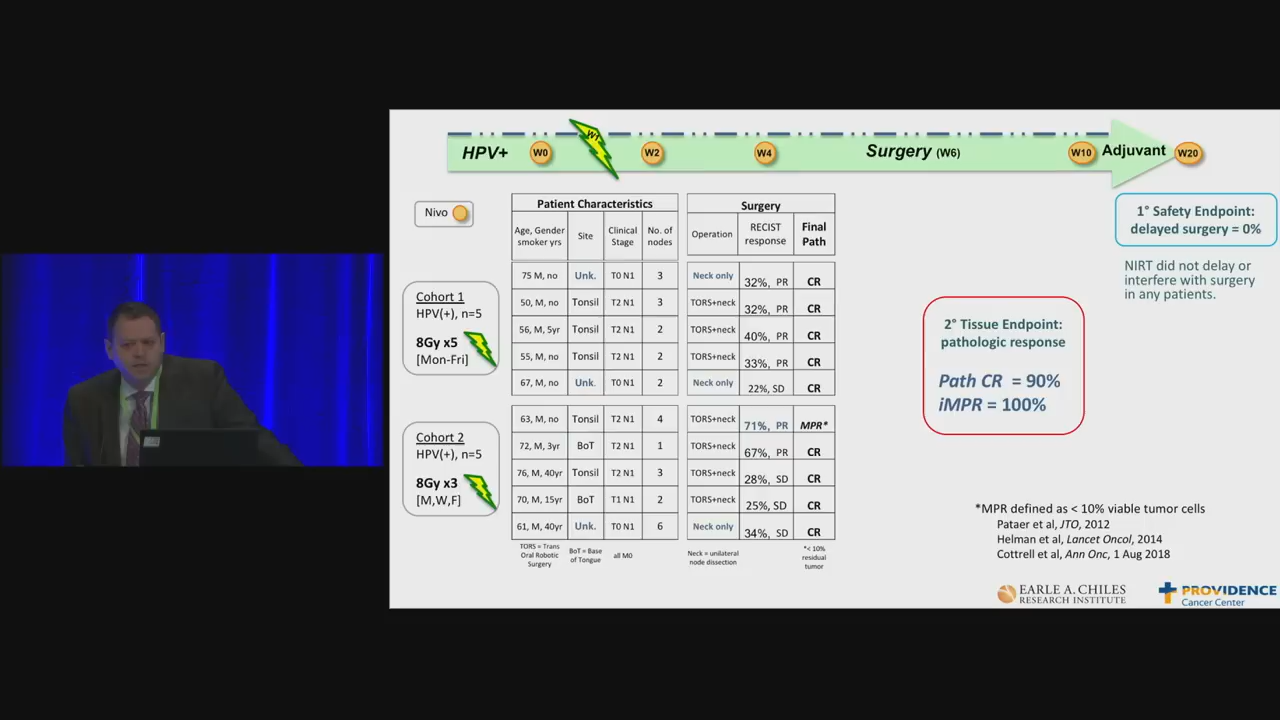 HPV+
W0
W1
W2
W4
Surgery (W6)
W10
Adjuvant
W20
Nivo
Patient Characteristics
Age, Gender smoker yrs | Site | Clinical Stage | No. of nodes
Surgery
Operation | RECIST response | Final Path
Cohort 1
HPV(+), n=5
8Gy x5
[Mon-Fri]
75 M, no | Unk. | T0 N1 | 3 | Neck only | 32%, PR | CR
50, M, no | Tonsil | T2 N1 | 3 | TORS+neck | 32%, PR | CR
56, M, 5yr | Tonsil | T2 N1 | 2 | TORS+neck | 40%, PR | CR
55, M, no | Tonsil | T2 N1 | 2 | TORS+neck | 33%, PR | CR
67, M, no | Unk. | T0 N1 | 2 | Neck only | 22%, SD | CR
Cohort 2
HPV(+), n=5
8Gy x3
[M,W,F]
63, M, no | Tonsil | T2 N1 | 4 | TORS+neck | 71%, PR | MPR*
72, M, 3yr | BoT | T2 N1 | 1 | TORS+neck | 67%, PR | CR
76, M, 40yr | Tonsil | T2 N1 | 3 | TORS+neck | 28%, SD | CR
70, M, 15yr | BoT | T1 N1 | 2 | TORS+neck | 25%, SD | CR
61, M, 40yr | Unk. | T0 N1 | 6 | Neck only | 34%, SD | CR
TORS = Trans
Oral Robotic
Surgery
BoT = Base
of Tongue
all M0
Neck = unilateral
node dissection
*< 10%
residual
tumor
1° Safety Endpoint:
delayed surgery = 0%
NIRT did not delay or
interfere with surgery
in any patients.
2° Tissue Endpoint:
pathologic response
Path CR = 90%
iMPR = 100%
*MPR defined as < 10% viable tumor cells
Pataer et al, JTO, 2012
Helman et al, Lancet Oncol, 2014
Cottrell et al, Ann Onc, 1 Aug 2018
EARLE A. CHILES
RESEARCH INSTITUTE
PROVIDENCE
Cancer Center